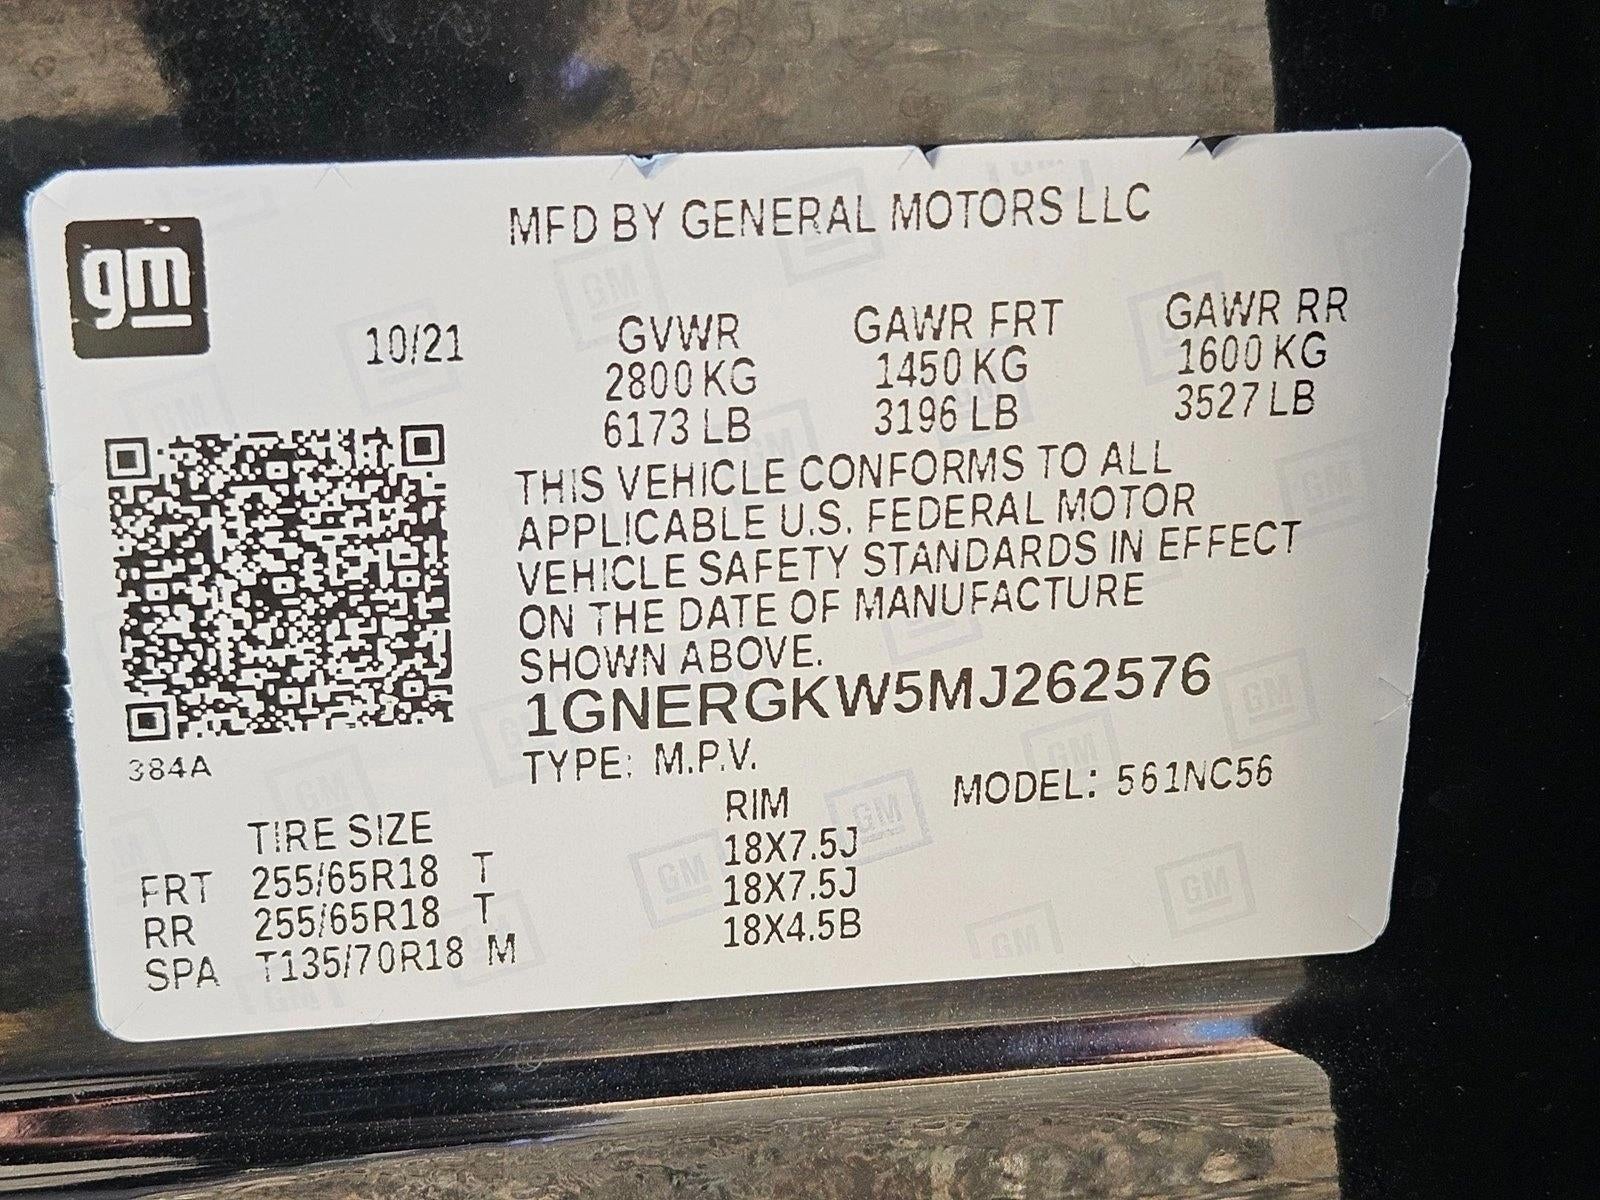 gm
MFD BY GENERAL MOTORS LLC
10/21
GVWR
2800 KG
6173 LB
GAWR FRT
1450 KG
3196 LB
GAWR RR
1600 KG
3527 LB
THIS VEHICLE CONFORMS TO ALL
APPLICABLE U.S. FEDERAL MOTOR
VEHICLE SAFETY STANDARDS IN EFFECT
ON THE DATE OF MANUFACTURE
SHOWN ABOVE.
1GNERGKW5MJ262576
384A
TYPE: M.P.V.
MODEL: 561NC56
TIRE SIZE RIM
FRT 255/65R18 T 18X7.5J
RR 255/65R18 T 18X7.5J
SPA T135/70R18 M 18X4.5B